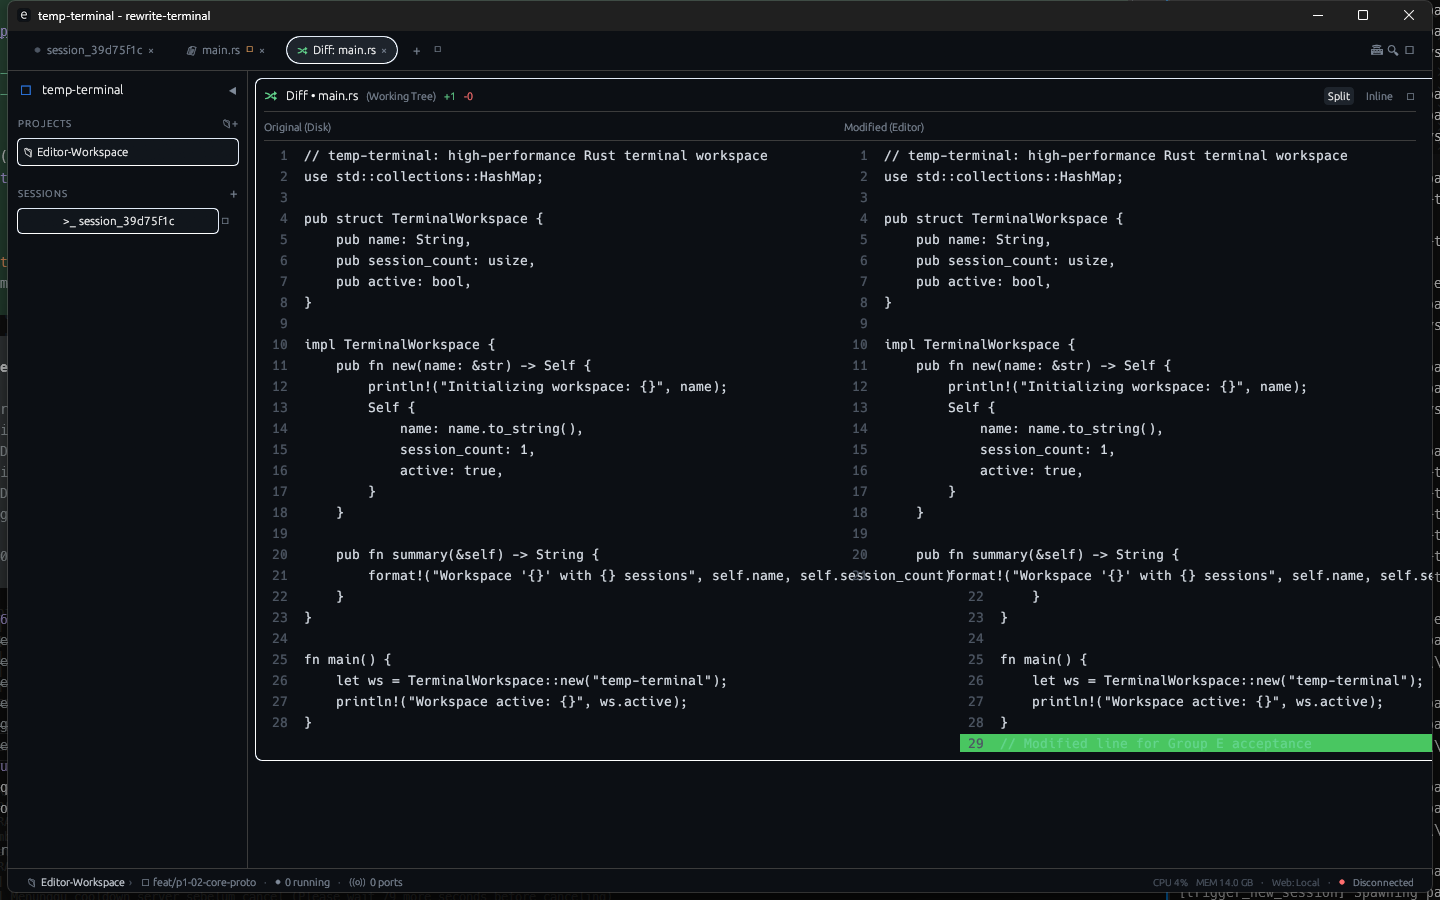 temp-terminal - rewrite-terminal
session_39d75f1c ×
main.rs ×
Diff: main.rs ×
+
temp-terminal
PROJECTS
Editor-Workspace
SESSIONS +
>_ session_39d75f1c
Diff • main.rs (Working Tree) +1 -0
Split Inline
Original (Disk)
1 // temp-terminal: high-performance Rust terminal workspace
2 use std::collections::HashMap;
3
4 pub struct TerminalWorkspace {
5     pub name: String,
6     pub session_count: usize,
7     pub active: bool,
8 }
9
10 impl TerminalWorkspace {
11     pub fn new(name: &str) -> Self {
12         println!("Initializing workspace: {}", name);
13         Self {
14             name: name.to_string(),
15             session_count: 1,
16             active: true,
17         }
18     }
19
20     pub fn summary(&self) -> String {
21         format!("Workspace '{}' with {} sessions", self.name, self.session_count)
22     }
23 }
24
25 fn main() {
26     let ws = TerminalWorkspace::new("temp-terminal");
27     println!("Workspace active: {}", ws.active);
28 }
Modified (Editor)
1 // temp-terminal: high-performance Rust terminal workspace
2 use std::collections::HashMap;
3
4 pub struct TerminalWorkspace {
5     pub name: String,
6     pub session_count: usize,
7     pub active: bool,
8 }
9
10 impl TerminalWorkspace {
11     pub fn new(name: &str) -> Self {
12         println!("Initializing workspace: {}", name);
13         Self {
14             name: name.to_string(),
15             session_count: 1,
16             active: true,
17         }
18     }
19
20     pub fn summary(&self) -> String {
21         format!("Workspace '{}' with {} sessions", self.name, self.se
22     }
23 }
24
25 fn main() {
26     let ws = TerminalWorkspace::new("temp-terminal");
27     println!("Workspace active: {}", ws.active);
28 }
29 // Modified line for Group E acceptance
Editor-Workspace › feat/p1-02-core-proto · 0 running · ((o)) 0 ports
CPU 4% MEM 14.0 GB · Web: Local · Disconnected
[trigger_new_session] Spawning